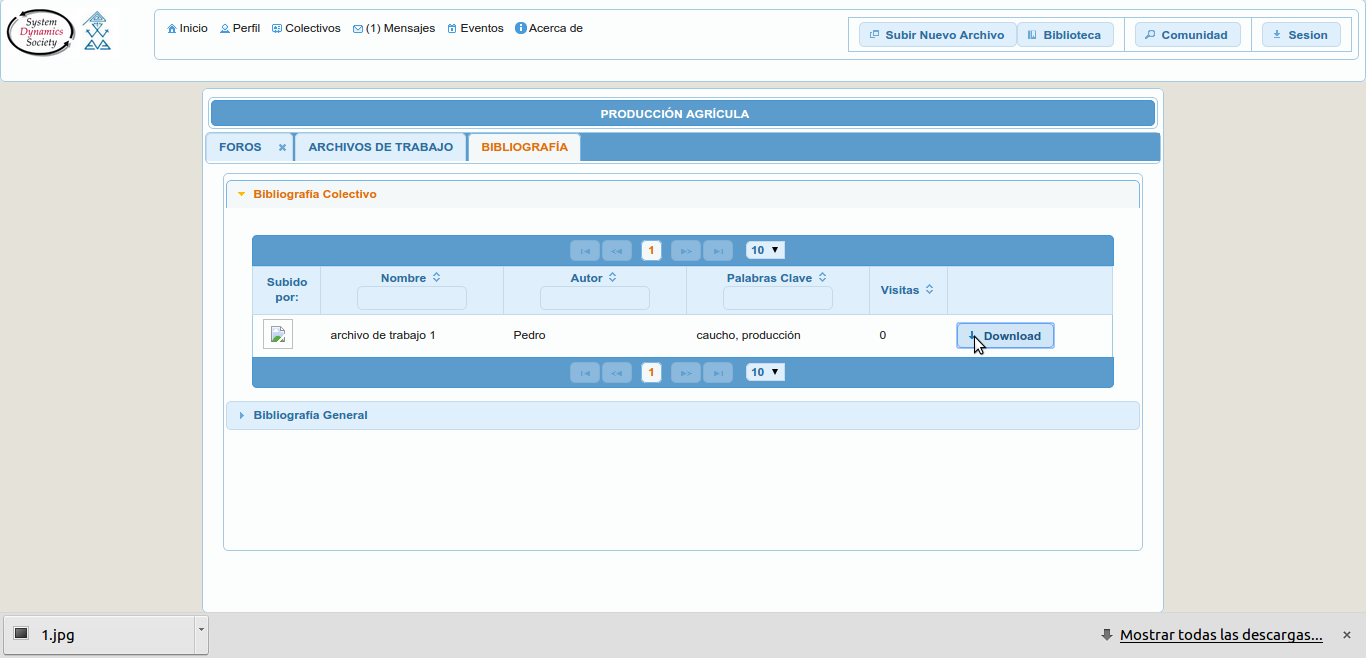 System
Dynamics
Society
Inicio Perfil Colectivos (1) Mensajes Eventos Acerca de
Subir Nuevo Archivo Biblioteca Comunidad Sesion
PRODUCCIÓN AGRÍCULA
FOROS ARCHIVOS DE TRABAJO BIBLIOGRAFÍA
Bibliografía Colectivo
1 10
Subido por: Nombre Autor Palabras Clave Visitas
archivo de trabajo 1 Pedro caucho, producción 0 Download
1 10
Bibliografía General
1.jpg Mostrar todas las descargas...